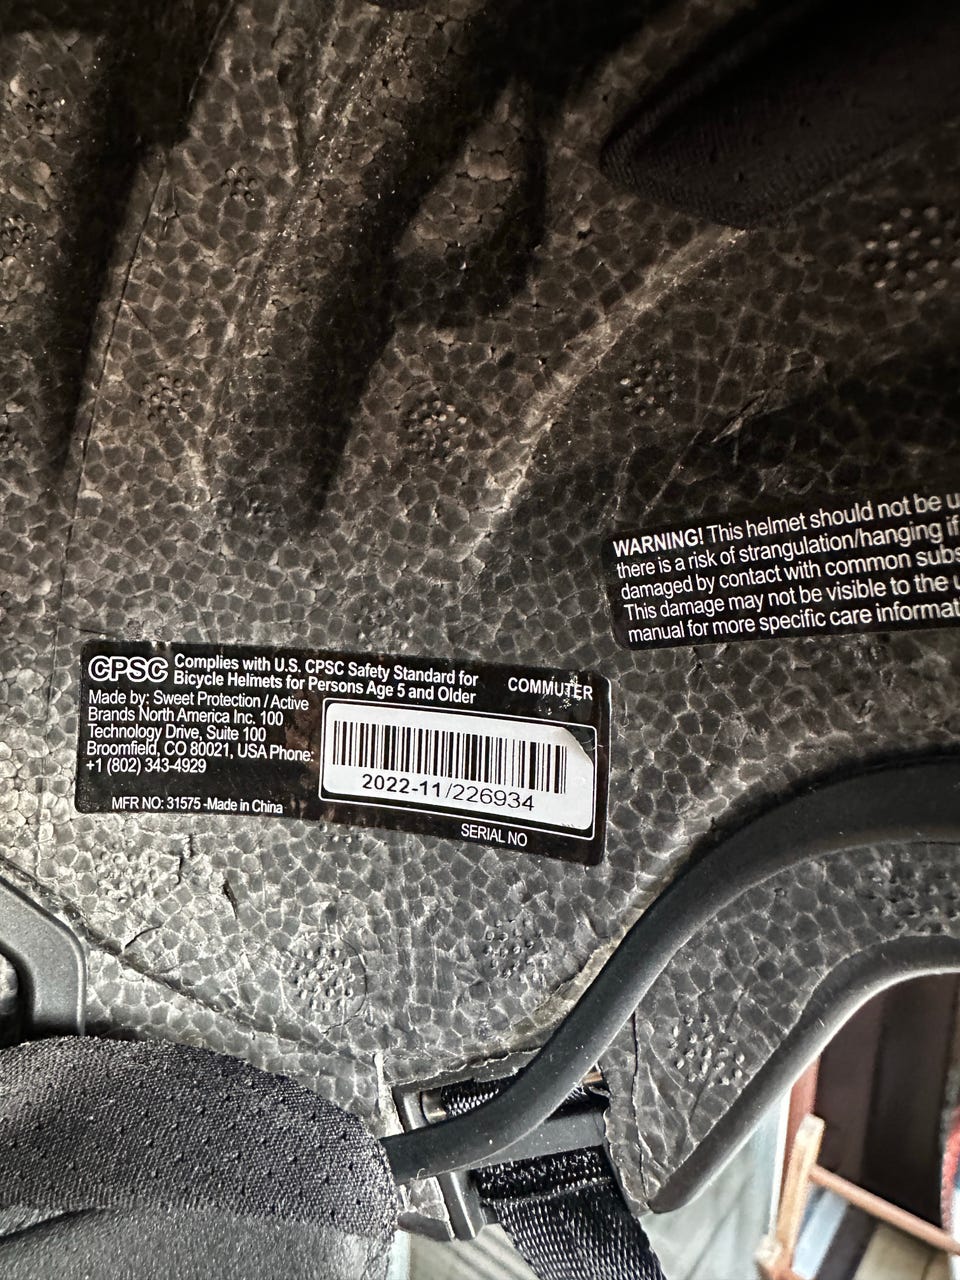 WARNING! This helmet should not be u
there is a risk of strangulation/hanging if
damaged by contact with common subs
This damage may not be visible to the u
manual for more specific care informat
CPSC Complies with U.S. CPSC Safety Standard for
Bicycle Helmets for Persons Age 5 and Older
COMMUTER
Made by: Sweet Protection / Active
Brands North America Inc. 100
Technology Drive, Suite 100
Broomfield, CO 80021, USA Phone:
+1 (802) 343-4929
MFR NO: 31575 -Made in China
2022-11/226934
SERIAL NO